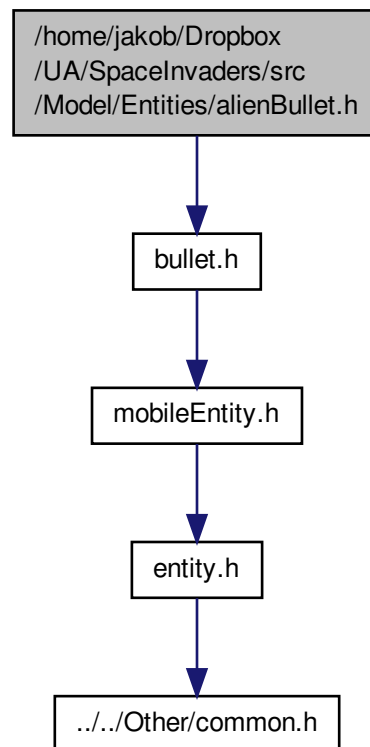 /home/jakob/Dropbox
/UA/SpaceInvaders/src
/Model/Entities/alienBullet.h
bullet.h
mobileEntity.h
entity.h
../../Other/common.h